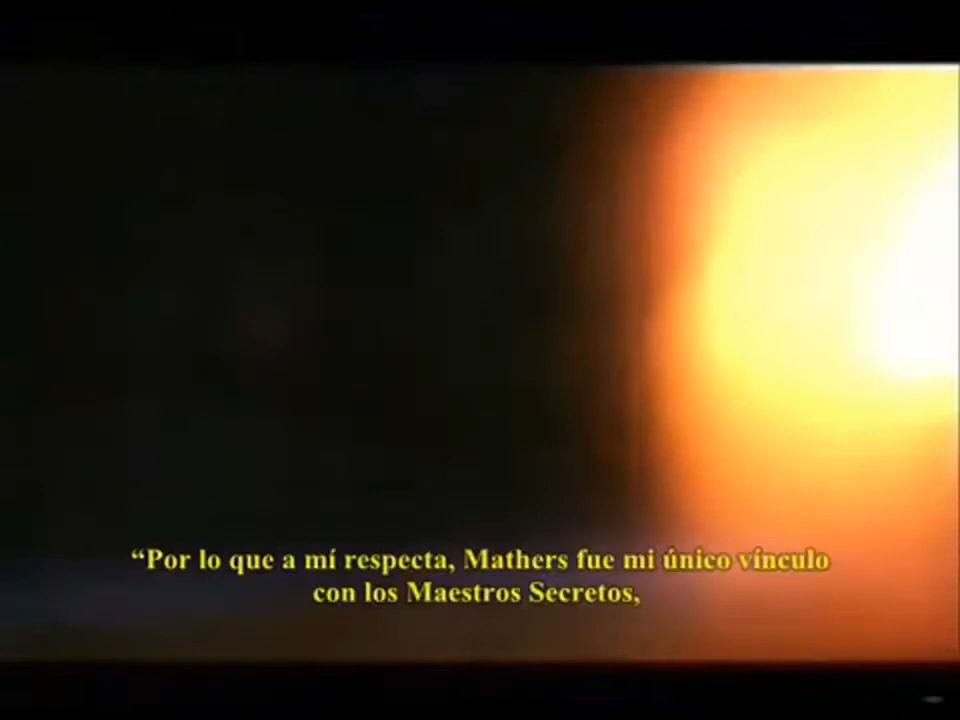 “Por lo que a mí respecta, Mathers fue mi único vínculo
con los Maestros Secretos,